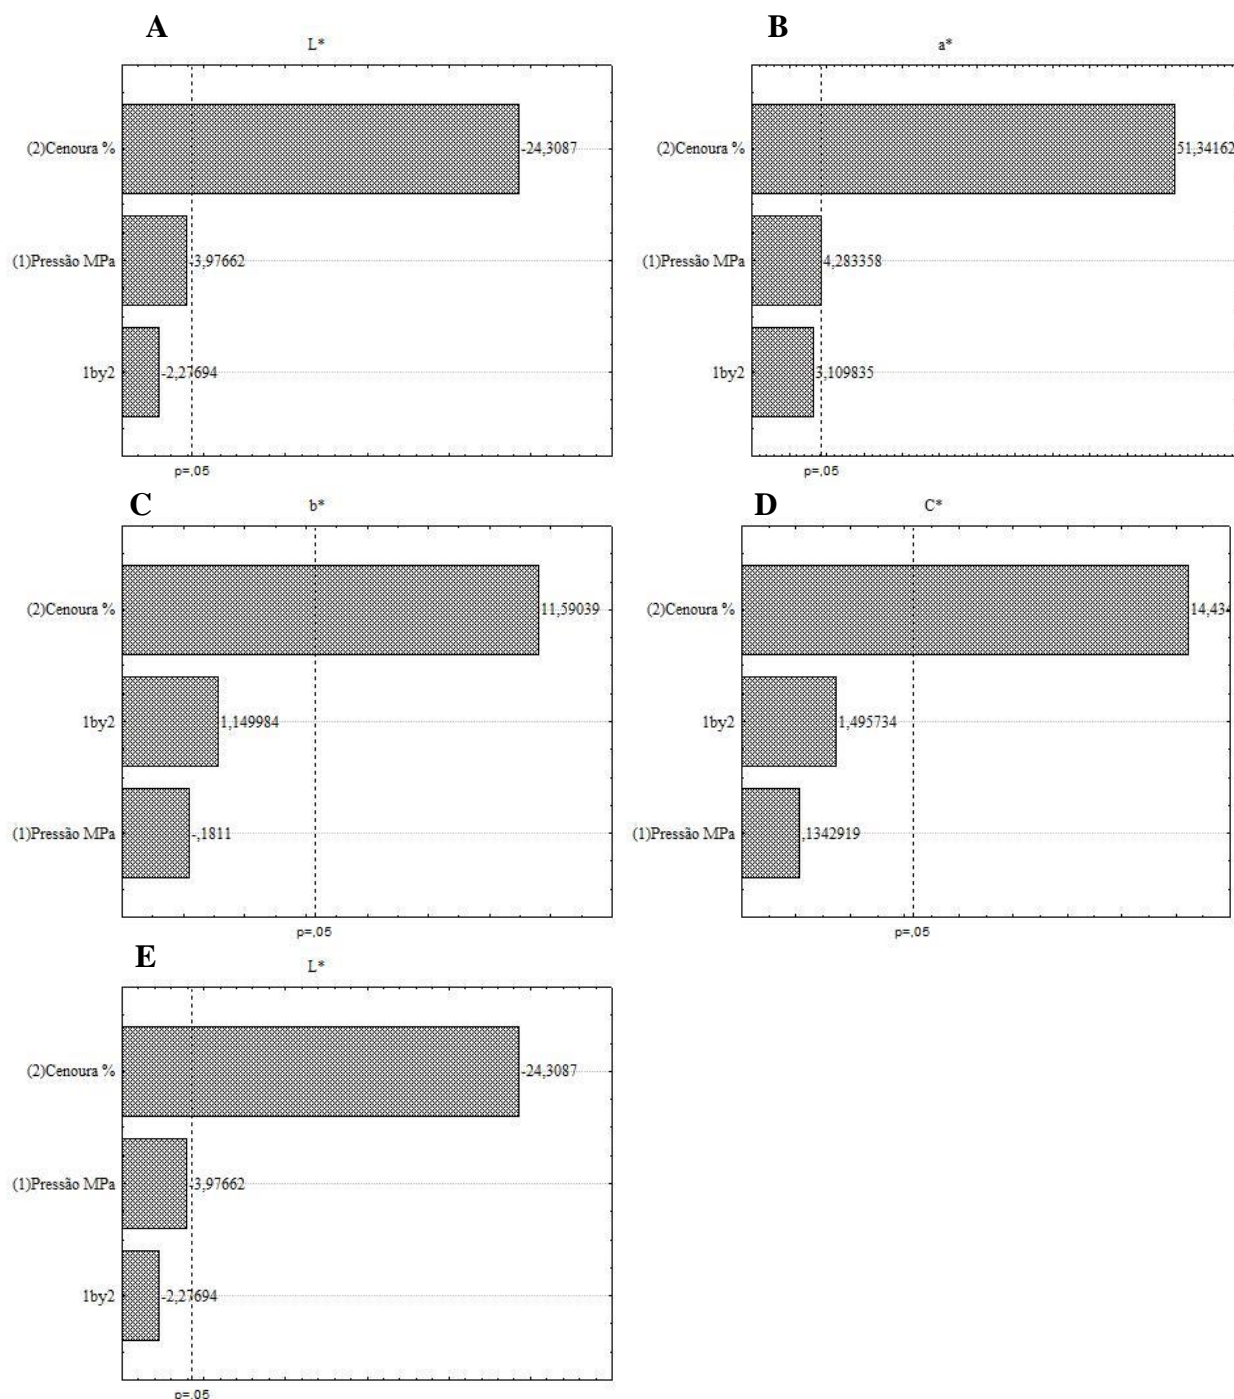 A
L*
(2)Cenoura %
-24,3087
(1)Pressão MPa
-3,97662
1by2
-2,27694
p=,05
B
a*
(2)Cenoura %
51,34162
(1)Pressão MPa
4,283358
1by2
3,109835
p=,05
C
b*
(2)Cenoura %
11,59039
1by2
1,149984
(1)Pressão MPa
-,1811
p=,05
D
C*
(2)Cenoura %
14,434
1by2
1,495734
(1)Pressão MPa
,1342919
p=,05
E
L*
(2)Cenoura %
-24,3087
(1)Pressão MPa
-3,97662
1by2
-2,27694
p=,05